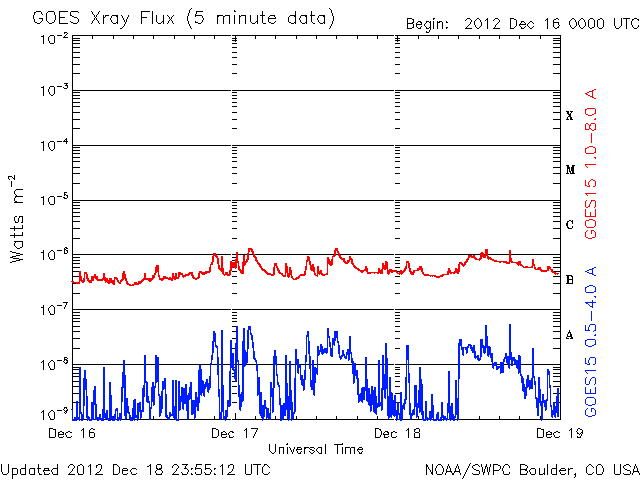 GOES Xray Flux (5 minute data)
Begin: 2012 Dec 16 0000 UTC
10⁻²
10⁻³
10⁻⁴
10⁻⁵
10⁻⁶
10⁻⁷
10⁻⁸
10⁻⁹
Watts m⁻²
X
M
C
B
A
GOES15 1.0-8.0 A
GOES15 0.5-4.0 A
Dec 16 Dec 17 Dec 18 Dec 19
Universal Time
Updated 2012 Dec 18 23:55:12 UTC
NOAA/SWPC Boulder, CO USA